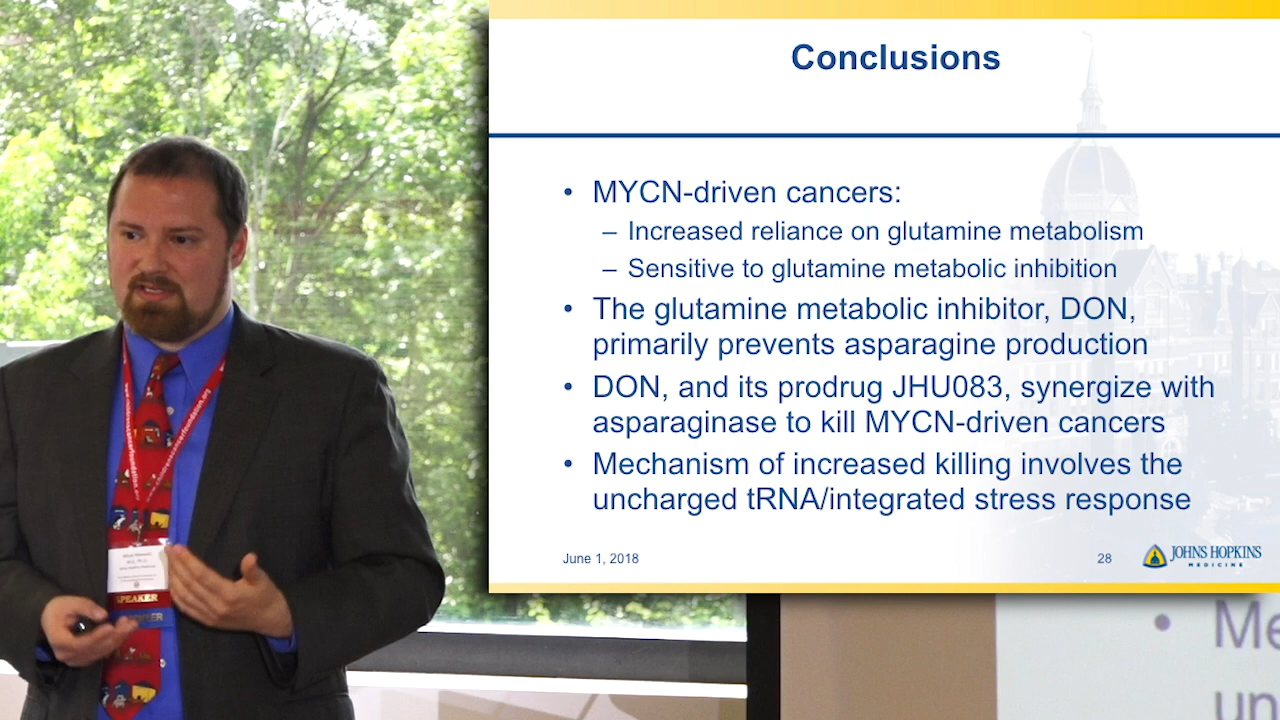 Conclusions
• MYCN-driven cancers:
– Increased reliance on glutamine metabolism
– Sensitive to glutamine metabolic inhibition
• The glutamine metabolic inhibitor, DON,
primarily prevents asparagine production
• DON, and its prodrug JHU083, synergize with
asparaginase to kill MYCN-driven cancers
• Mechanism of increased killing involves the
uncharged tRNA/integrated stress response
June 1, 2018
28
JOHNS HOPKINS
MEDICINE
SPEAKER
• Me
un